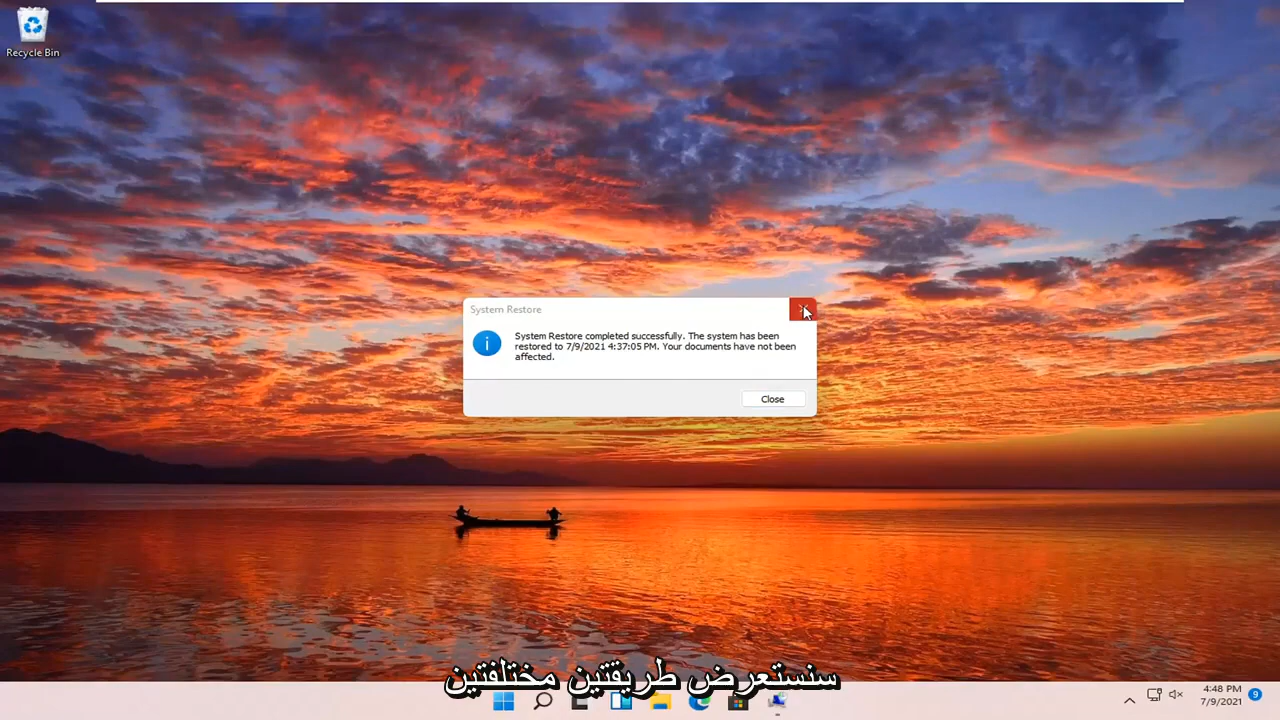 Recycle Bin
System Restore
System Restore completed successfully. The system has been
restored to 7/9/2021 4:37:05 PM. Your documents have not been
affected.
Close
سنستعرض طريقتين مختلفتين
4:48 PM
7/9/2021
9